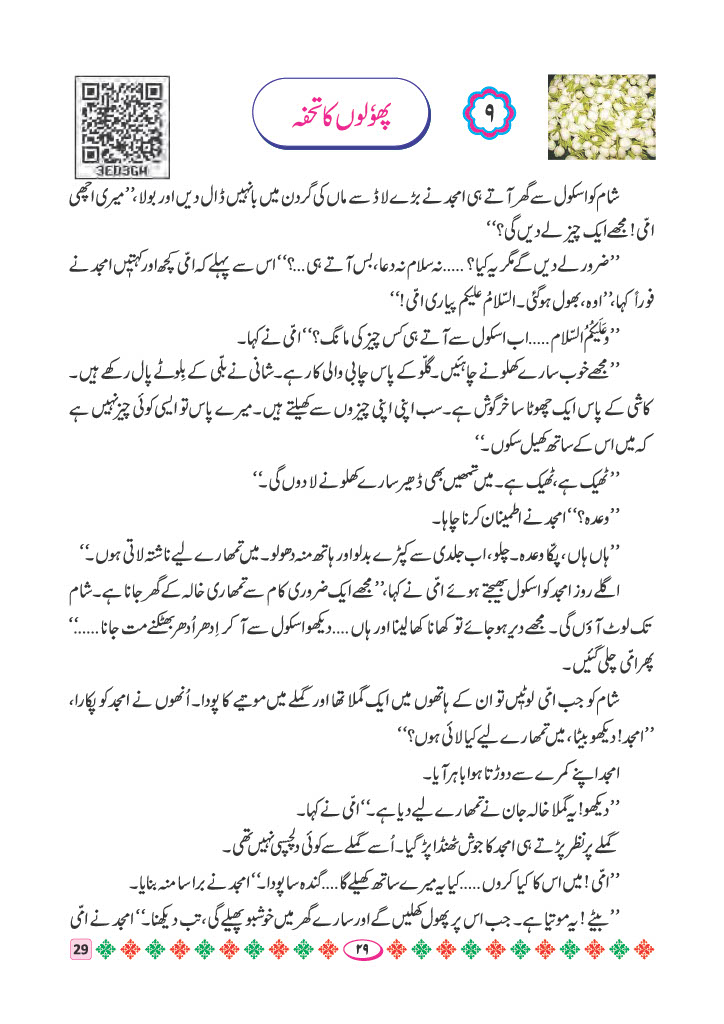 3ED3GH
پھولوں کا تحفہ
۹
شام کو اسکول سے گھر آتے ہی امجد نے بڑے لاڈ سے ماں کی گردن میں بانہیں ڈال دیں اور بولا، ’’میری اچھی
امّی! مجھے ایک چیز لے دیں گی؟‘‘
’’ضرور لے دیں گے مگر یہ کیا؟ .....نہ سلام نہ دعا، بس آتے ہی ...؟‘‘ اس سے پہلے کہ امّی کچھ اور کہتیں امجد نے
فوراً کہا، ’’اوہ، بھول ہوگئی۔ السّلامُ علیکم پیاری امّی!‘‘
’’وَعَلَیْکُمُ السّلام .....اب اسکول سے آتے ہی کس چیز کی مانگ؟‘‘ امّی نے کہا۔
’’مجھے خوب سارے کھلونے چاہئیں۔ گلّو کے پاس چابی والی کار ہے۔ شانی نے بلّی کے بلوٹے پال رکھے ہیں۔
کاشی کے پاس ایک چھوٹا سا خرگوش ہے۔ سب اپنی اپنی چیزوں سے کھیلتے ہیں۔ میرے پاس تو ایسی کوئی چیز نہیں ہے
کہ میں اس کے ساتھ کھیل سکوں۔‘‘
’’ٹھیک ہے، ٹھیک ہے۔ میں تمھیں بھی ڈھیر سارے کھلونے لا دوں گی۔‘‘
’’وعدہ؟‘‘ امجد نے اطمینان کرنا چاہا۔
’’ہاں ہاں، پکّا وعدہ۔ چلو، اب جلدی سے کپڑے بدلو اور ہاتھ منہ دھولو۔ میں تمھارے لیے ناشتہ لاتی ہوں۔‘‘
اگلے روز امجد کو اسکول بھیجتے ہوئے امّی نے کہا، ’’مجھے ایک ضروری کام سے تمھاری خالہ کے گھر جانا ہے۔ شام
تک لوٹ آؤں گی۔ مجھے دیر ہوجائے تو کھانا کھا لینا اور ہاں ....دیکھو اسکول سے آ کر اِدھر اُدھر بھٹکنے مت جانا ......‘‘
پھر امّی چلی گئیں۔
شام کو جب امّی لوٹیں تو ان کے ہاتھوں میں ایک گملا تھا اور گملے میں موتیے کا پودا۔ اُنھوں نے امجد کو پکارا،
’’امجد! دیکھو بیٹا، میں تمھارے لیے کیا لائی ہوں؟‘‘
امجد اپنے کمرے سے دوڑتا ہوا باہر آیا۔
’’دیکھو! یہ گملا خالہ جان نے تمھارے لیے دیا ہے۔‘‘ امّی نے کہا۔
گملے پر نظر پڑتے ہی امجد کا جوش ٹھنڈا پڑ گیا۔ اُسے گملے سے کوئی دلچسپی نہیں تھی۔
’’امّی! میں اس کا کیا کروں .....کیا یہ میرے ساتھ کھیلے گا....گندہ سا پودا۔‘‘ امجد نے برا سا منہ بنایا۔
’’بیٹے! یہ موتیا ہے۔ جب اس پر پھول کھلیں گے اور سارے گھر میں خوشبو پھیلے گی، تب دیکھنا۔‘‘ امجد نے امّی
۲۹
29